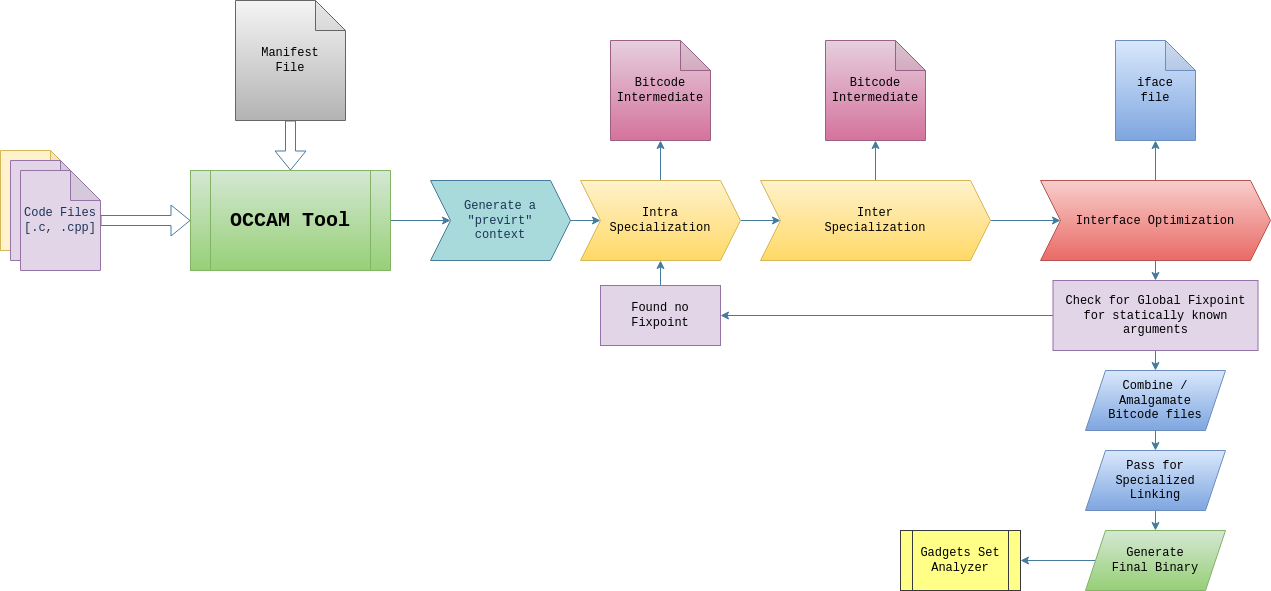 Manifest
File
Bitcode
Intermediate
Bitcode
Intermediate
iface
file
Code Files
[.c, .cpp]
OCCAM Tool
Generate a
"previrt"
context
Intra
Specialization
Inter
Specialization
Interface Optimization
Found no
Fixpoint
Check for Global Fixpoint
for statically known
arguments
Combine /
Amalgamate
Bitcode files
Pass for
Specialized
Linking
Gadgets Set
Analyzer
Generate
Final Binary